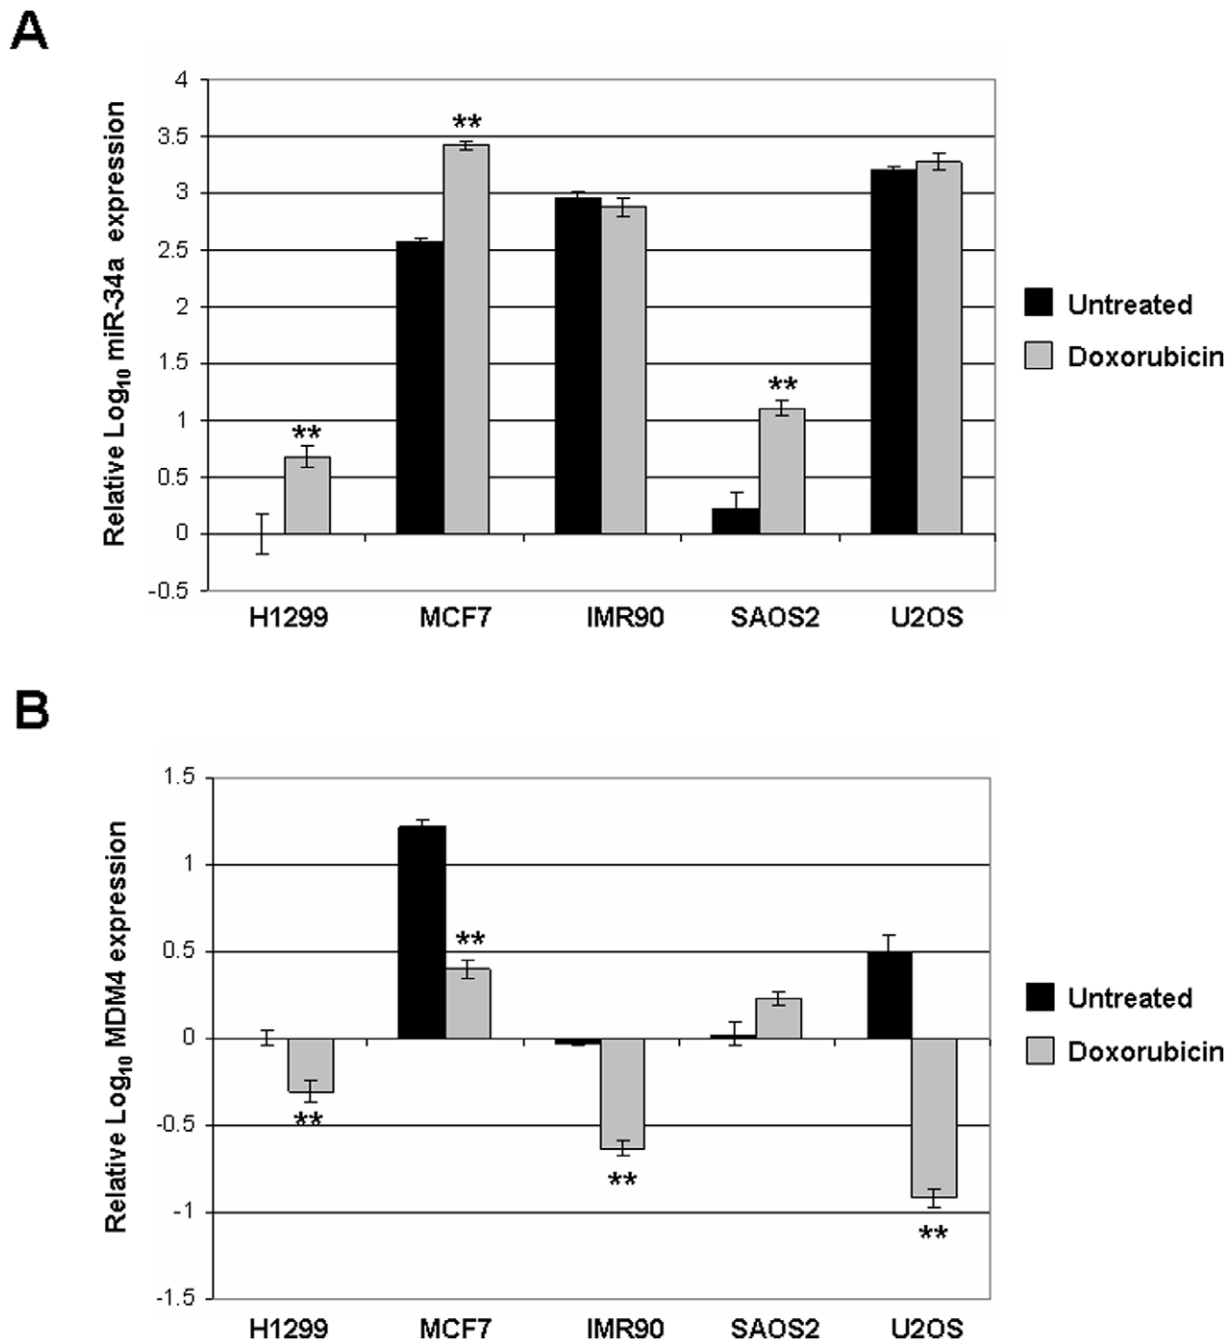 A
Relative Log10 miR-34a expression
4
3.5
3
2.5
2
1.5
1
0.5
0
-0.5
**
**
**
H1299 MCF7 IMR90 SAOS2 U2OS
Untreated
Doxorubicin
B
Relative Log10 MDM4 expression
1.5
1
0.5
0
-0.5
-1
-1.5
**
**
**
**
H1299 MCF7 IMR90 SAOS2 U2OS
Untreated
Doxorubicin